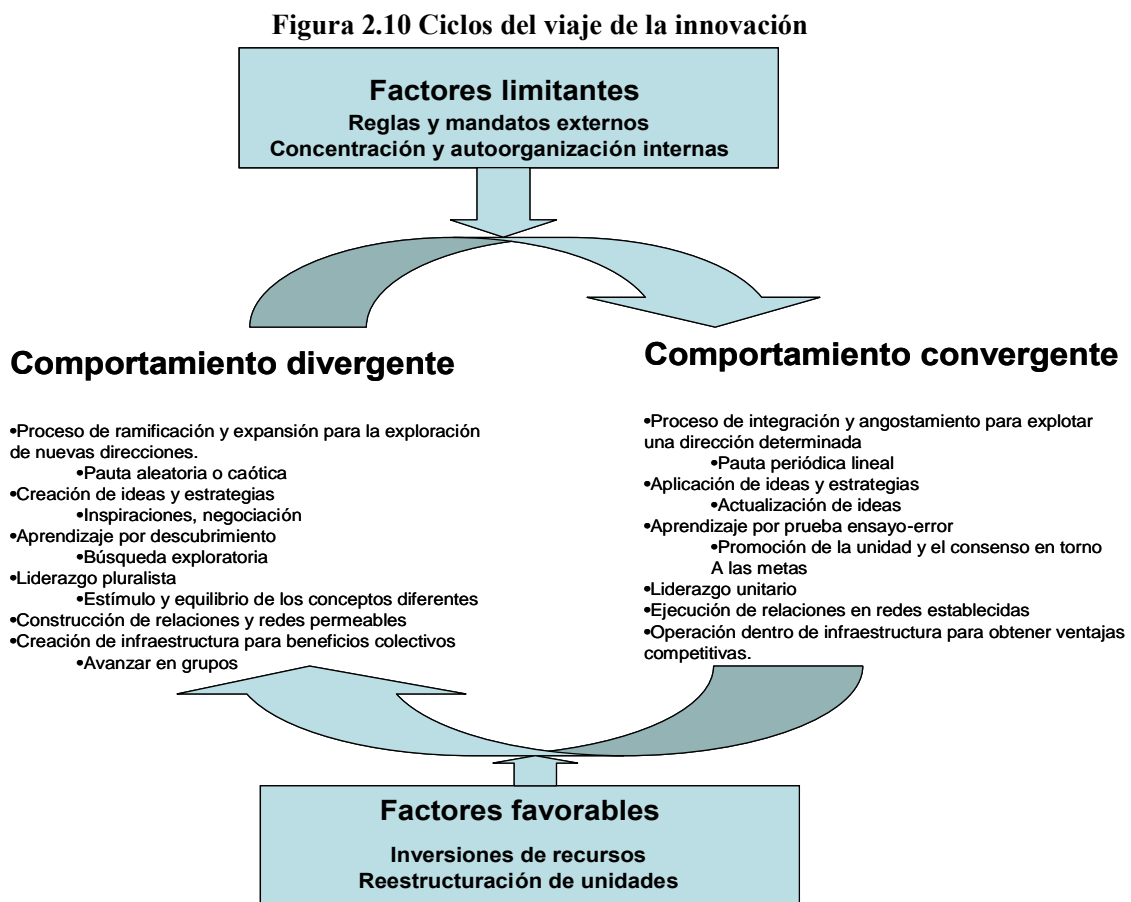 Figura 2.10 Ciclos del viaje de la innovación
Factores limitantes
Reglas y mandatos externos
Concentración y autoorganización internas
Comportamiento divergente
•Proceso de ramificación y expansión para la exploración
de nuevas direcciones.
•Pauta aleatoria o caótica
•Creación de ideas y estrategias
•Inspiraciones, negociación
•Aprendizaje por descubrimiento
•Búsqueda exploratoria
•Liderazgo pluralista
•Estímulo y equilibrio de los conceptos diferentes
•Construcción de relaciones y redes permeables
•Creación de infraestructura para beneficios colectivos
•Avanzar en grupos
Comportamiento convergente
•Proceso de integración y angostamiento para explotar
una dirección determinada
•Pauta periódica lineal
•Aplicación de ideas y estrategias
•Actualización de ideas
•Aprendizaje por prueba ensayo-error
•Promoción de la unidad y el consenso en torno
A las metas
•Liderazgo unitario
•Ejecución de relaciones en redes establecidas
•Operación dentro de infraestructura para obtener ventajas
competitivas.
Factores favorables
Inversiones de recursos
Reestructuración de unidades